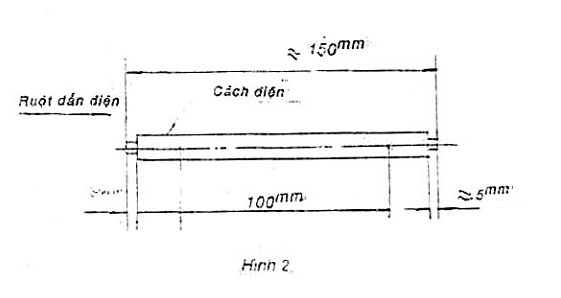 ≈ 150mm
Ruột dẫn điện
Cách điện
100mm
≈5mm
Hình 2.